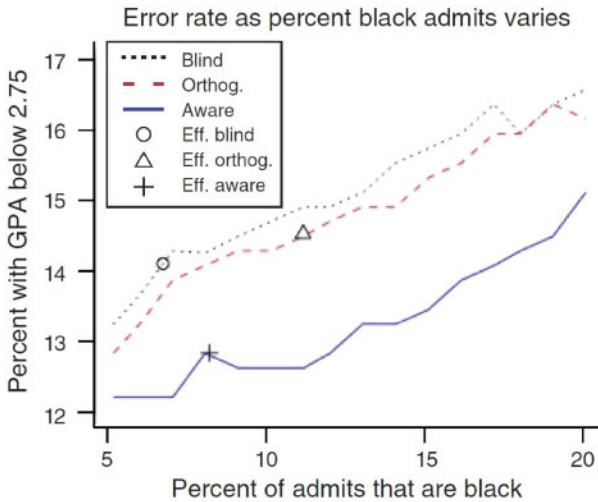 Error rate as percent black admits varies
Percent with GPA below 2.75
17
16
15
14
13
12
Blind
Orthog.
Aware
Eff. blind
Eff. orthog.
Eff. aware
5
10
15
20
Percent of admits that are black